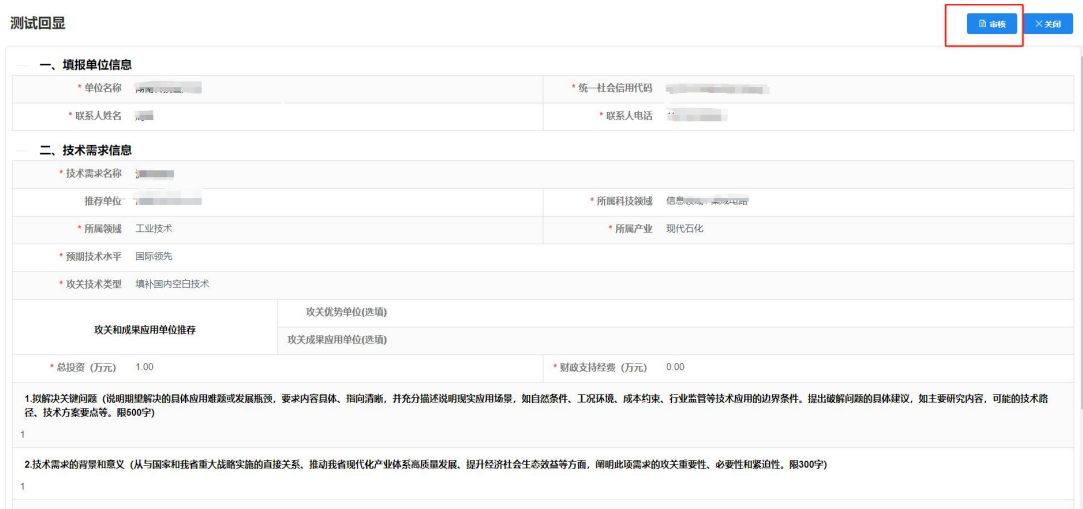 测试回显
审核
关闭
一、填报单位信息
* 单位名称
* 统一社会信用代码
* 联系人姓名
* 联系人电话
二、技术需求信息
* 技术需求名称
推荐单位
* 所属科技领域 信息
* 所属领域 工业技术
* 所属产业 现代石化
* 预期技术水平 国际领先
* 攻关技术类型 填补国内空白技术
攻关和成果应用单位推荐
攻关优势单位(选填)
攻关成果应用单位(选填)
* 总投资（万元） 1.00
* 财政支持经费（万元） 0.00
1.拟解决关键问题（说明期望解决的具体应用难题或发展瓶颈，要求内容具体、指向清晰，并充分描述说明现实应用场景，如自然条件、工况环境、成本约束、行业监管等技术应用的边界条件。提出破解问题的具体建议，如主要研究内容，可能的技术路
径、技术方案要点等。限500字）
1
2.技术需求的背景和意义（从与国家和我省重大战略实施的直接关系、推动我省现代化产业体系高质量发展、提升经济社会生态效益等方面，阐明此项需求的攻关重要性、必要性和紧迫性。限300字）
1